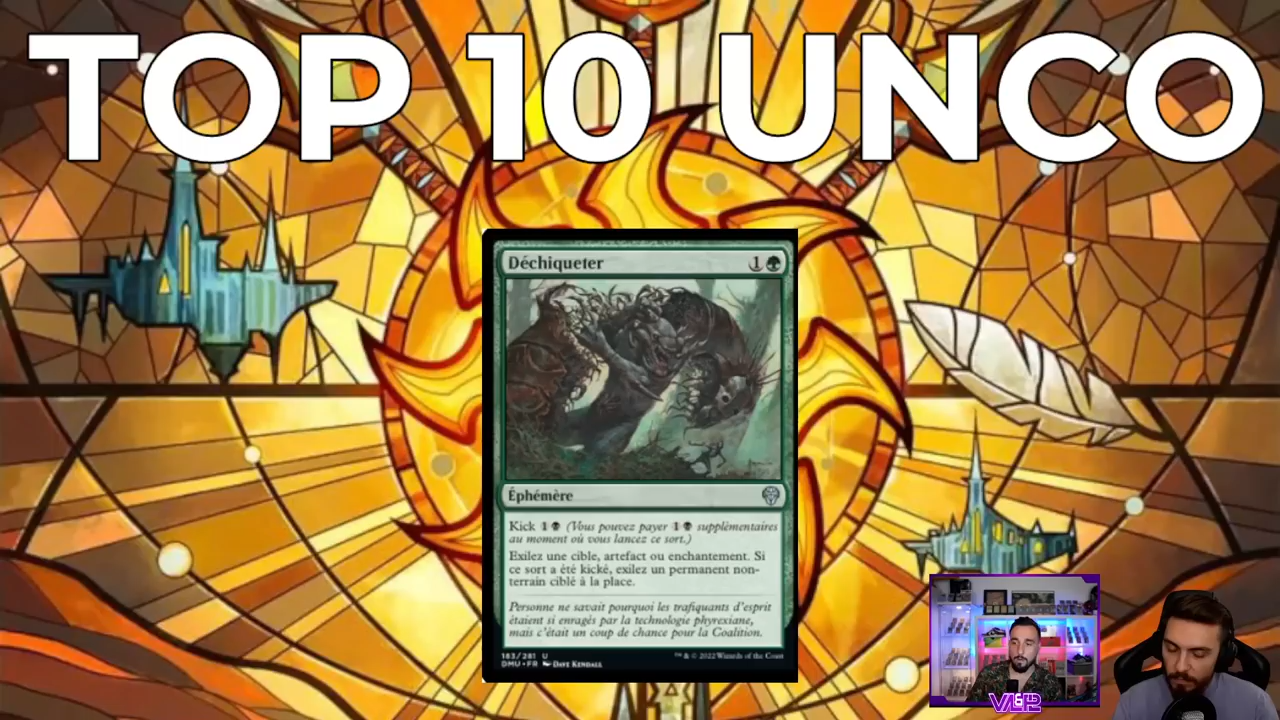 TOP 10 UNCO
Déchiqueter 1
Éphémère
Kick 1 (Vous pouvez payer 1 supplémentaires
au moment où vous lancez ce sort.)
Exilez une cible, artefact ou enchantement. Si
ce sort a été kické, exilez un permanent non-
terrain ciblé à la place.
Personne ne savait pourquoi les trafiquants d'esprit
étaient si enragés par la technologie phyrexiane,
mais c'était un coup de chance pour la Coalition.
183/281 U
DMU • FR DAVE KENDALL
™ & © 2022 Wizards of the Coast